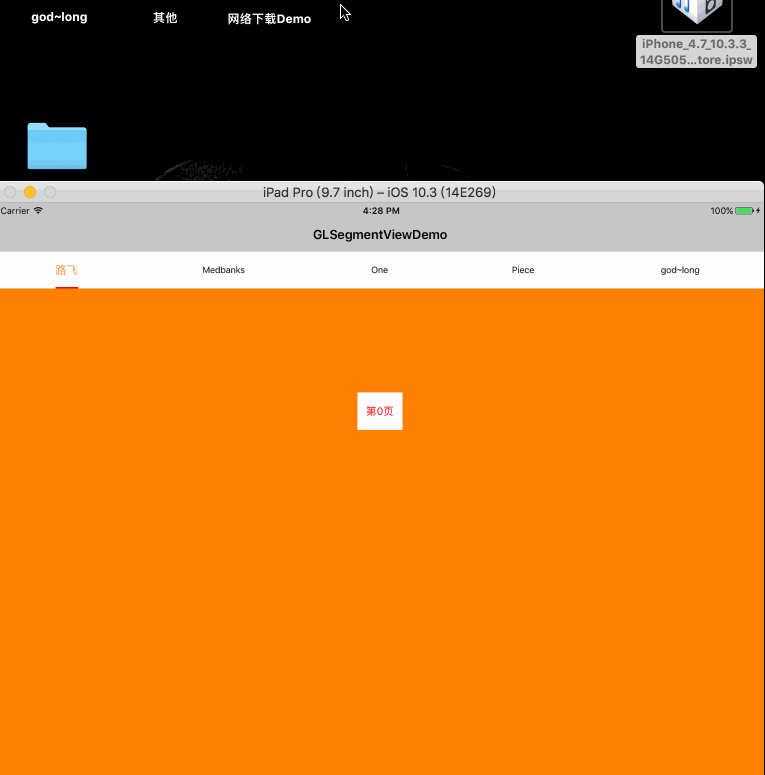 god~long
其他
网络下载Demo
iPhone_4.7_10.3.3_
14G505...tore.ipsw
iPad Pro (9.7 inch) – iOS 10.3 (14E269)
Carrier
4:28 PM
100%
GLSegmentViewDemo
路飞
Medbanks
One
Piece
god~long
第0页